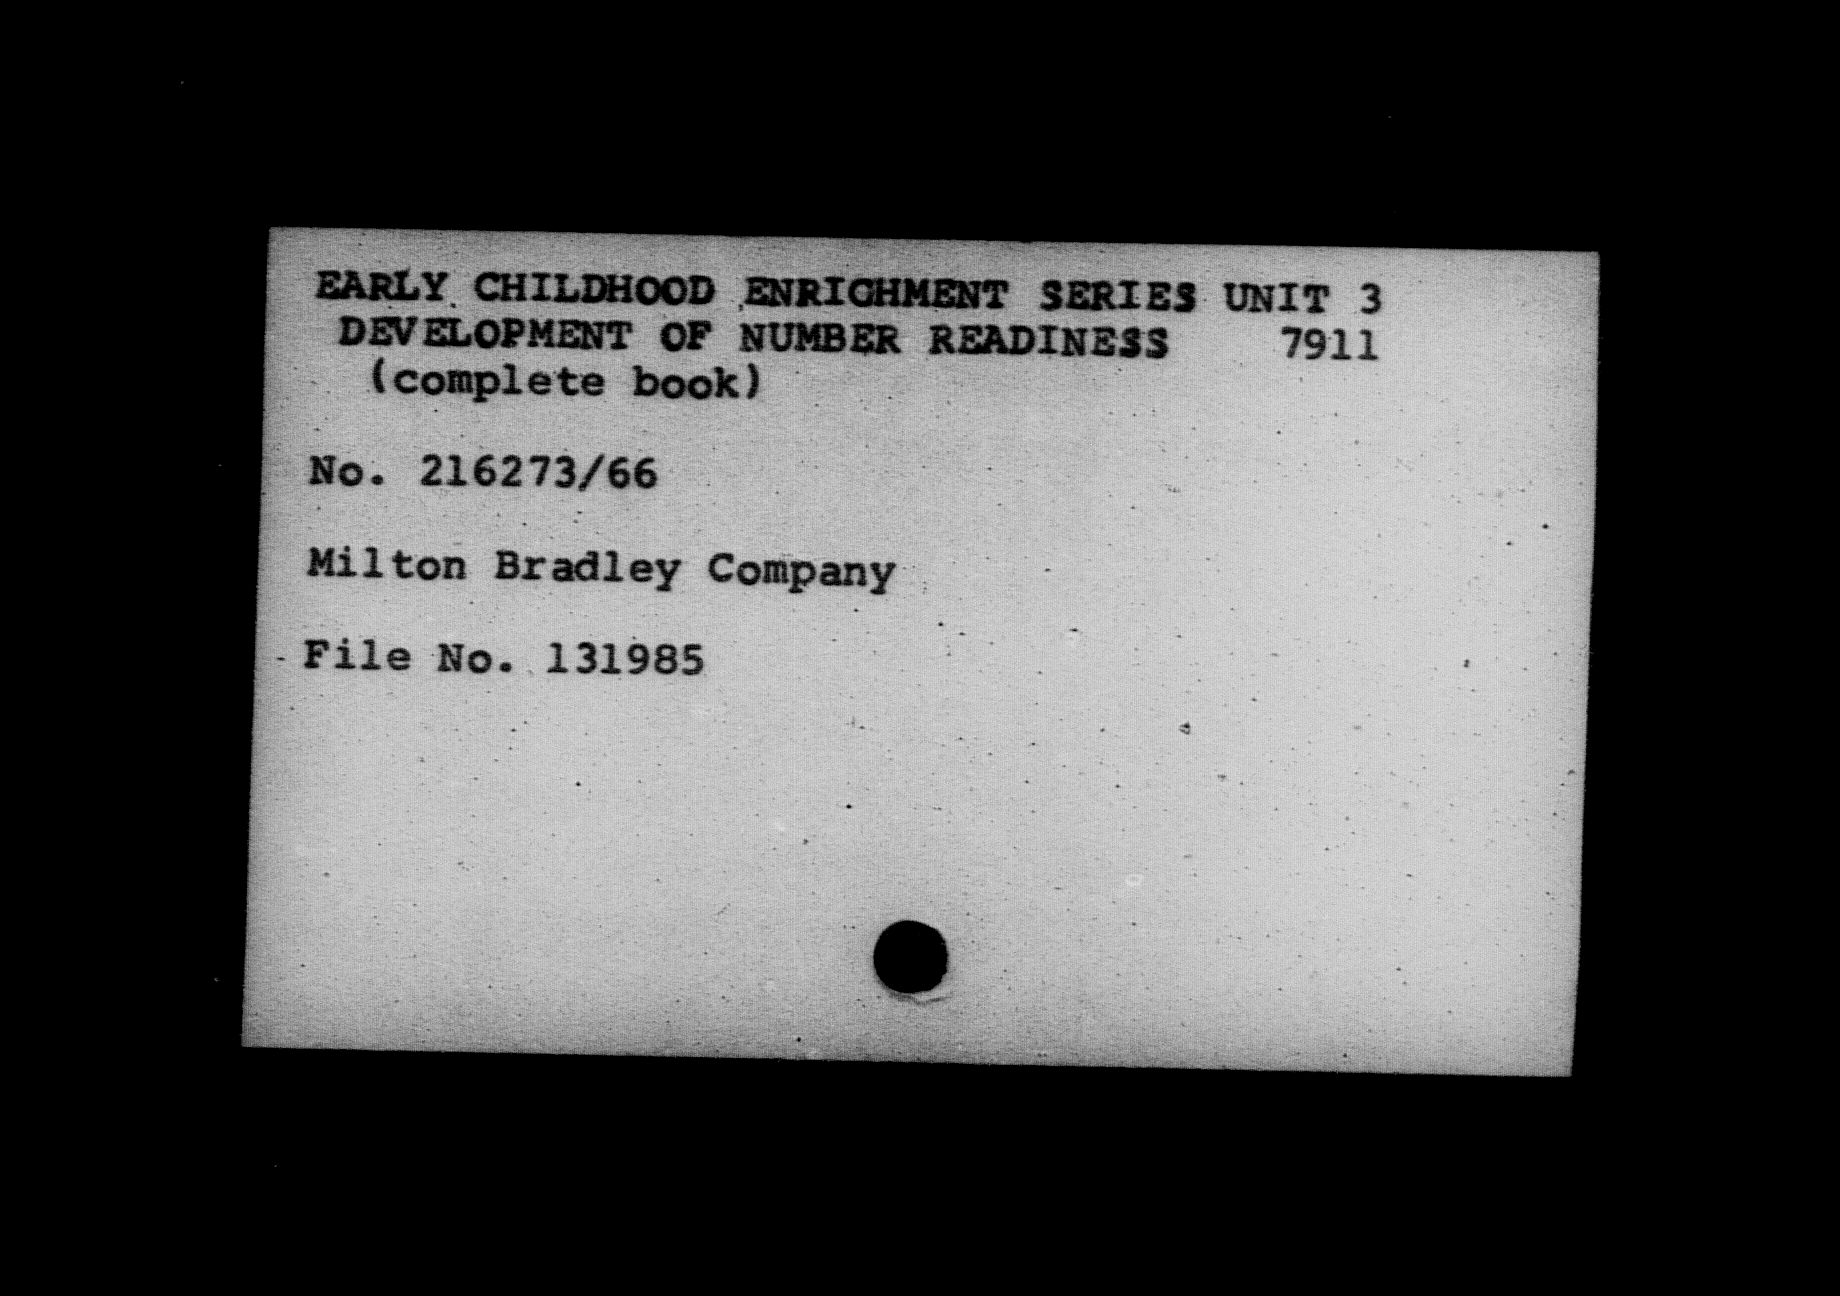 EARLY CHILDHOOD ENRICHMENT SERIES UNIT 3
DEVELOPMENT OF NUMBER READINESS 7911
(complete book)
No. 216273/66
Milton Bradley Company
File No. 131985